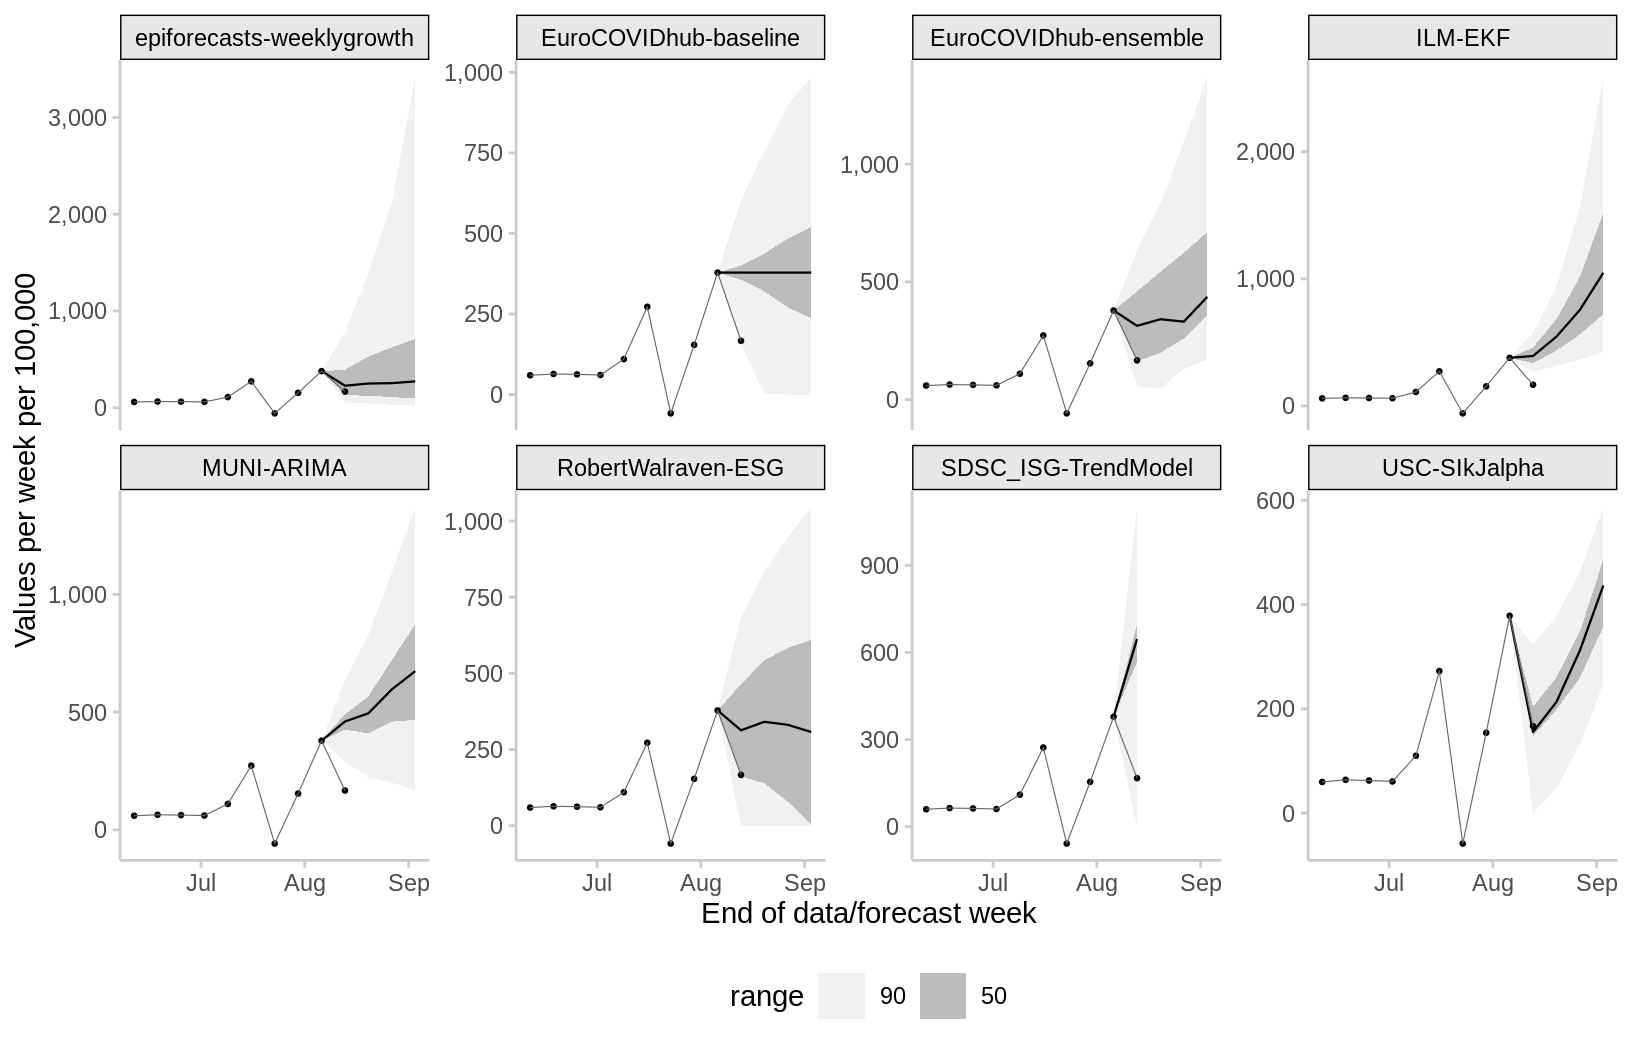 epiforecasts-weeklygrowth
EuroCOVIDhub-baseline
EuroCOVIDhub-ensemble
ILM-EKF
3,000
2,000
1,000
0
1,000
750
500
250
0
1,000
500
0
2,000
1,000
0
Values per week per 100,000
MUNI-ARIMA
RobertWalraven-ESG
SDSC_ISG-TrendModel
USC-SIkJalpha
1,000
500
0
1,000
750
500
250
0
900
600
300
0
600
400
200
0
Jul Aug Sep
Jul Aug Sep
Jul Aug Sep
Jul Aug Sep
End of data/forecast week
range 90 50